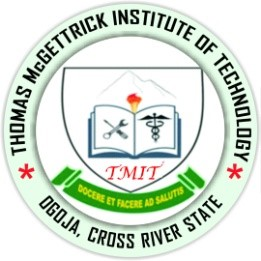 THOMAS McGETTRICK INSTITUTE OF TECHNOLOGY
TMIT
DOCERE ET FACERE AD SALUTIS
OGOJA, CROSS RIVER STATE